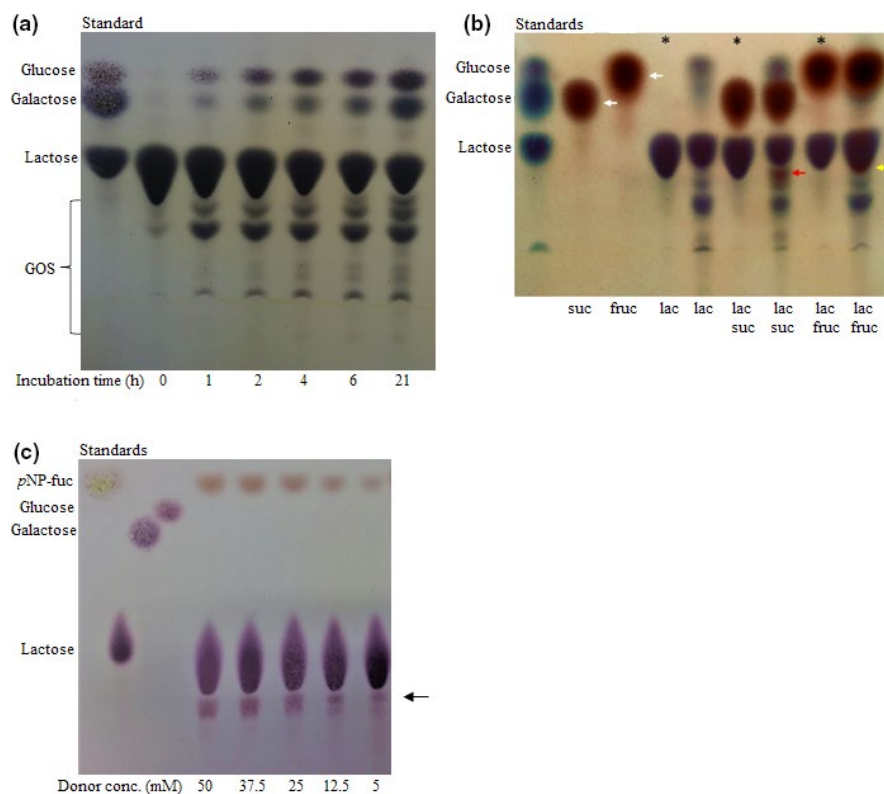 (a)
Standard
Glucose
Galactose
Lactose
GOS
Incubation time (h) 0 1 2 4 6 21
(b)
Standards
* * *
Glucose
Galactose
Lactose
suc fruc lac lac lac lac lac lac
suc suc fruc fruc
(c)
Standards
pNP-fuc
Glucose
Galactose
Lactose
Donor conc. (mM) 50 37.5 25 12.5 5